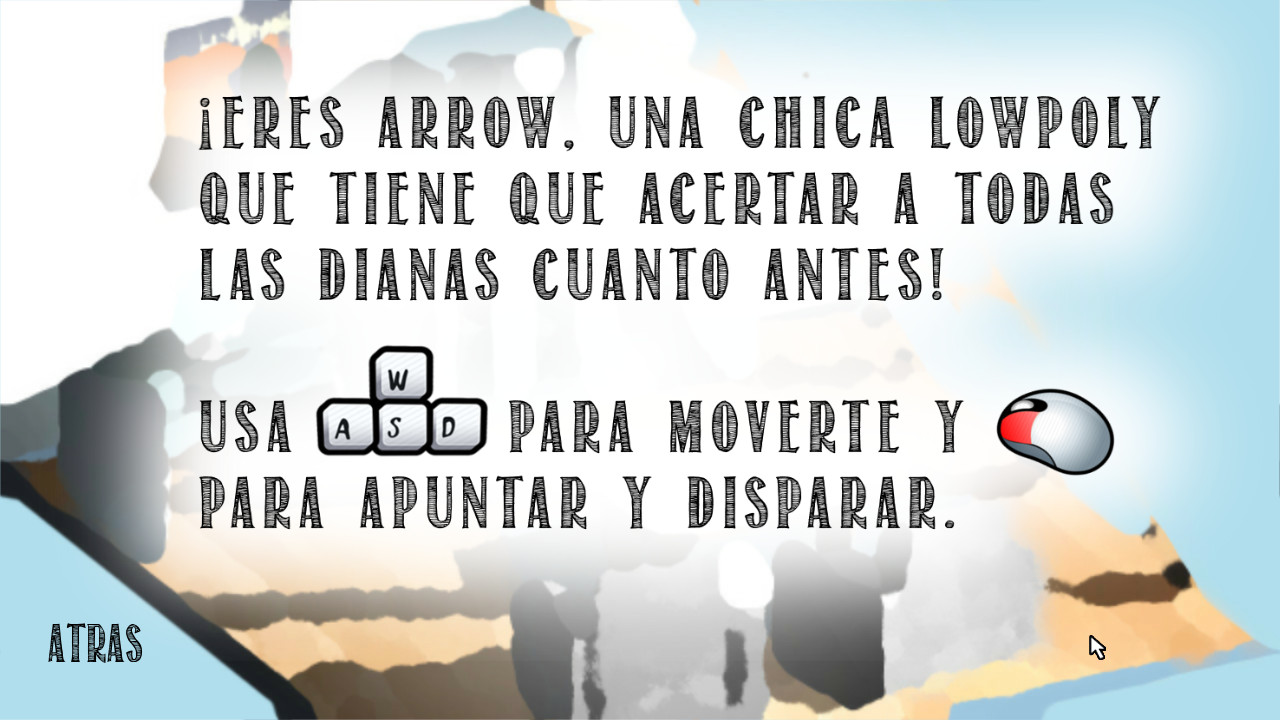 ¡ERES ARROW, UNA CHICA LOWPOLY
QUE TIENE QUE ACERTAR A TODAS
LAS DIANAS CUANTO ANTES!
W
USA A S D PARA MOVERTE Y
PARA APUNTAR Y DISPARAR.
ATRAS